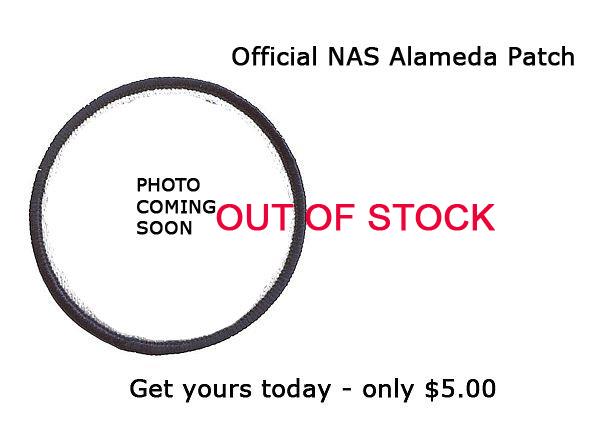 Official NAS Alameda Patch
PHOTO
COMING
SOON
OUT OF STOCK
Get yours today - only $5.00